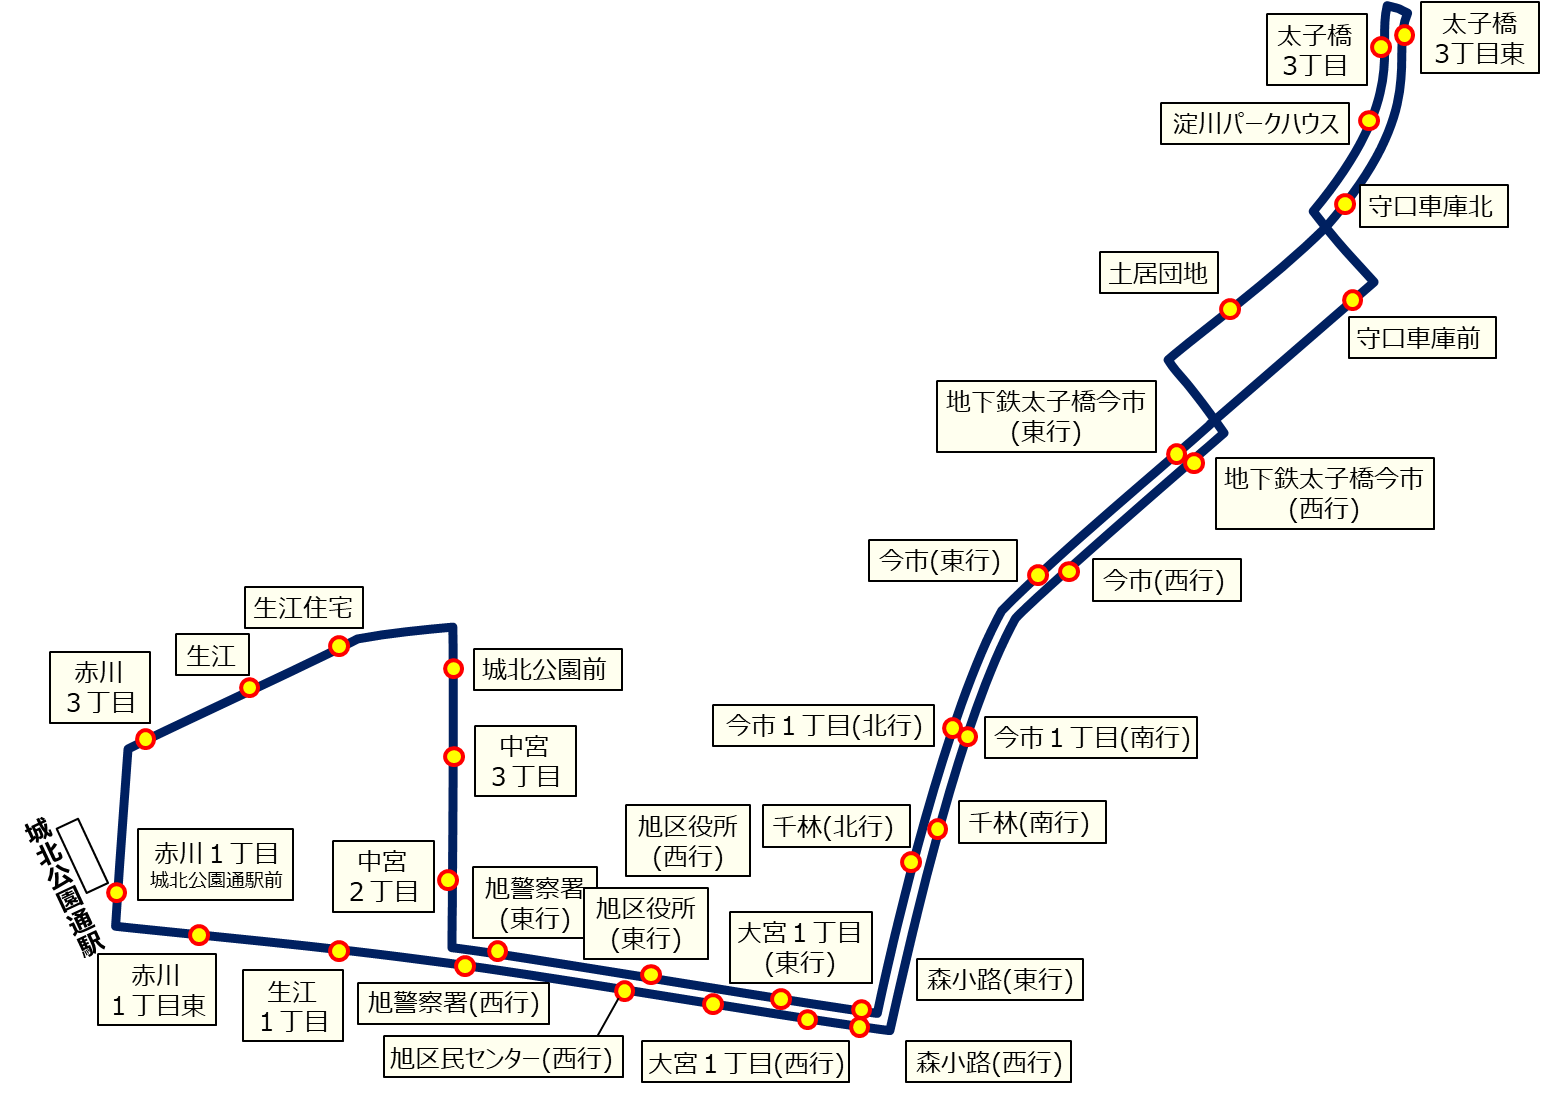 太子橋
3丁目
太子橋
3丁目東
淀川パークハウス
守口車庫北
土居団地
守口車庫前
地下鉄太子橋今市
(東行)
地下鉄太子橋今市
(西行)
今市(東行)
今市(西行)
生江住宅
生江
赤川
３丁目
城北公園前
今市１丁目(北行)
今市１丁目(南行)
中宮
３丁目
旭区役所
(西行)
千林(北行)
千林(南行)
城北公園通駅
赤川１丁目
城北公園通駅前
中宮
２丁目
旭警察署
(東行)
旭区役所
(東行)
大宮１丁目
(東行)
赤川
１丁目東
生江
１丁目
旭警察署(西行)
森小路(東行)
旭区民センター(西行)
大宮１丁目(西行)
森小路(西行)